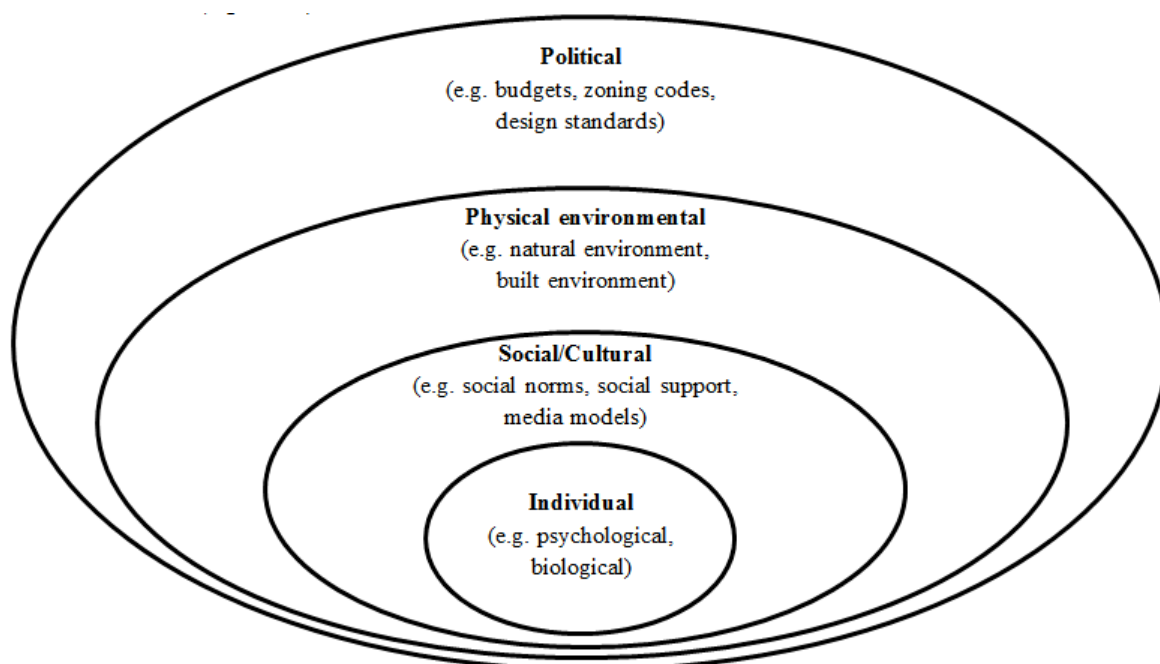 Political
(e.g. budgets, zoning codes,
design standards)
Physical environmental
(e.g. natural environment,
built environment)
Social/Cultural
(e.g. social norms, social support,
media models)
Individual
(e.g. psychological,
biological)